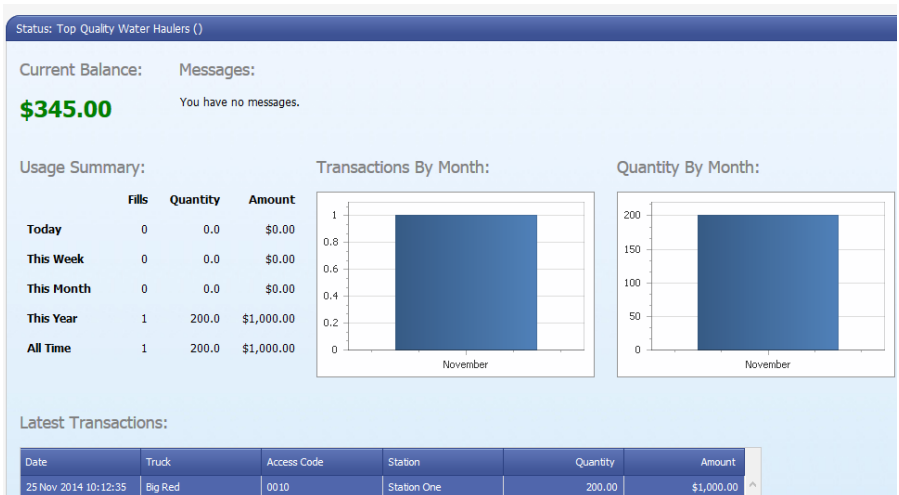 Status: Top Quality Water Haulers ()
Current Balance: Messages:
$345.00 You have no messages.
Usage Summary: Transactions By Month: Quantity By Month:
Fills Quantity Amount
Today 0 0.0 $0.00
This Week 0 0.0 $0.00
This Month 0 0.0 $0.00
This Year 1 200.0 $1,000.00
All Time 1 200.0 $1,000.00
1
0.8
0.6
0.4
0.2
0
November
200
150
100
50
0
November
Latest Transactions:
Date Truck Access Code Station Quantity Amount
25 Nov 2014 10:12:35 Big Red 0010 Station One 200.00 $1,000.00